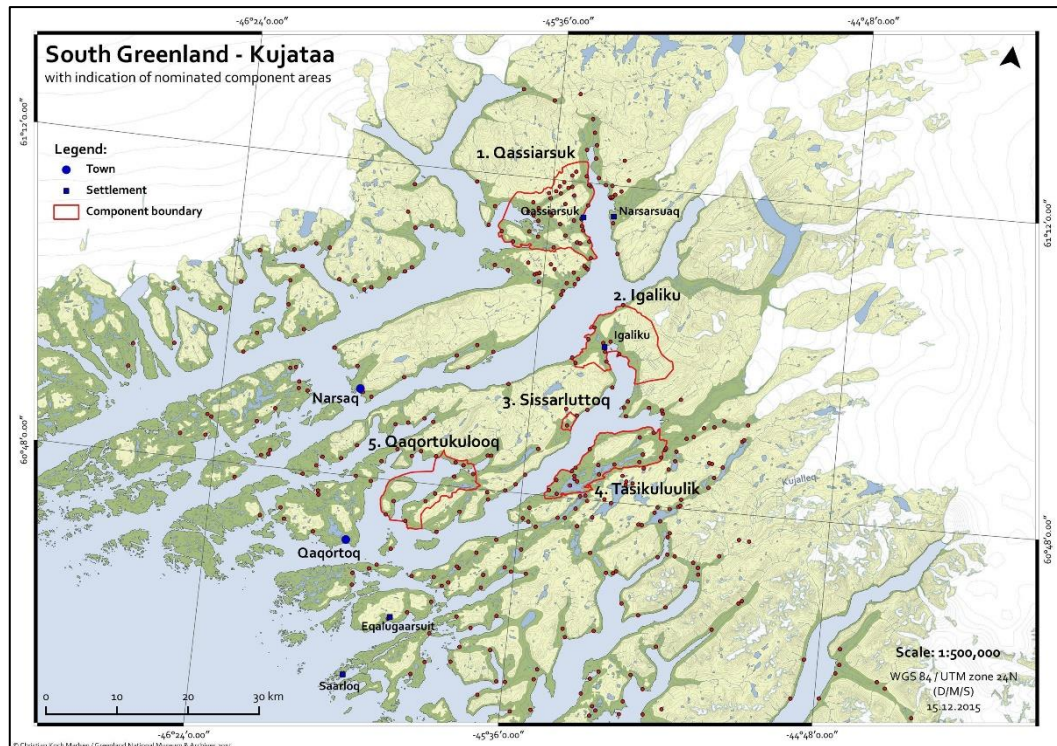 -46°24'0.00"
-45°36'0.00"
-44°48'0.00"
South Greenland - Kujataa
with indication of nominated component areas
61°12'0.00"
Legend:
Town
Settlement
Component boundary
1. Qassiarsuk
Qassiarsuk
Narsarsuaq
61°12'0.00"
2. Igaliku
Igaliku
Narsaq
3. Sissarluttoq
60°48'0.00"
5. Qaqortukulooq
4. Tasikuluulik
Kujalleq
Qaqortoq
60°48'0.00"
Eqalugaarsuit
Saarloq
Scale: 1:500,000
WGS 84 / UTM zone 24N
(D/M/S)
15.12.2015
0 10 20 30 km
-46°24'0.00"
-45°36'0.00"
-44°48'0.00"
/ Greenland National Museum & Archives